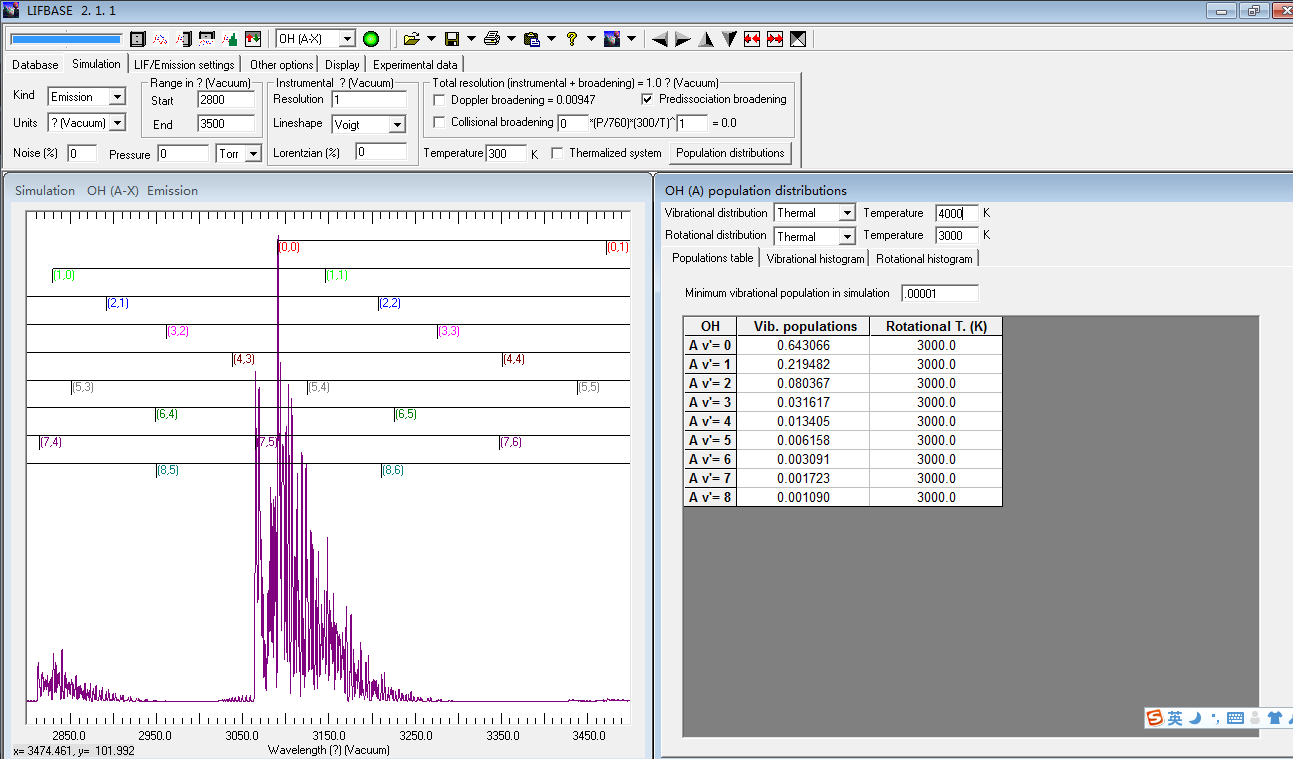 LIFBASE 2. 1. 1
OH (A-X)
Database Simulation LIF/Emission settings Other options Display Experimental data
Kind Emission
Units ? (Vacuum)
Range in ? (Vacuum)
Start 2800
End 3500
Instrumental ? (Vacuum)
Resolution 1
Lineshape Voigt
Lorentzian (%) 0
Total resolution (instrumental + broadening) = 1.0 ? (Vacuum)
Doppler broadening = 0.00947 Predissociation broadening
Collisional broadening 0 *(P/760)*(300/T)^ 1 = 0.0
Noise (%) 0 Pressure 0 Torr
Temperature 300 K Thermalized system Population distributions
Simulation OH (A-X) Emission
(0,0) (0,1)
(1,0) (1,1)
(2,1) (2,2)
(3,2) (3,3)
(4,3) (4,4)
(5,3) (5,4) (5,5)
(6,4) (6,5)
(7,4) (7,5) (7,6)
(8,5) (8,6)
2850.0 2950.0 3050.0 3150.0 3250.0 3350.0 3450.0
x= 3474.461, y= 101.992 Wavelength (?) (Vacuum)
OH (A) population distributions
Vibrational distribution Thermal Temperature 4000 K
Rotational distribution Thermal Temperature 3000 K
Populations table Vibrational histogram Rotational histogram
Minimum vibrational population in simulation .00001
OH Vib. populations Rotational T. (K)
A v'= 0 0.643066 3000.0
A v'= 1 0.219482 3000.0
A v'= 2 0.080367 3000.0
A v'= 3 0.031617 3000.0
A v'= 4 0.013405 3000.0
A v'= 5 0.006158 3000.0
A v'= 6 0.003091 3000.0
A v'= 7 0.001723 3000.0
A v'= 8 0.001090 3000.0
S 英